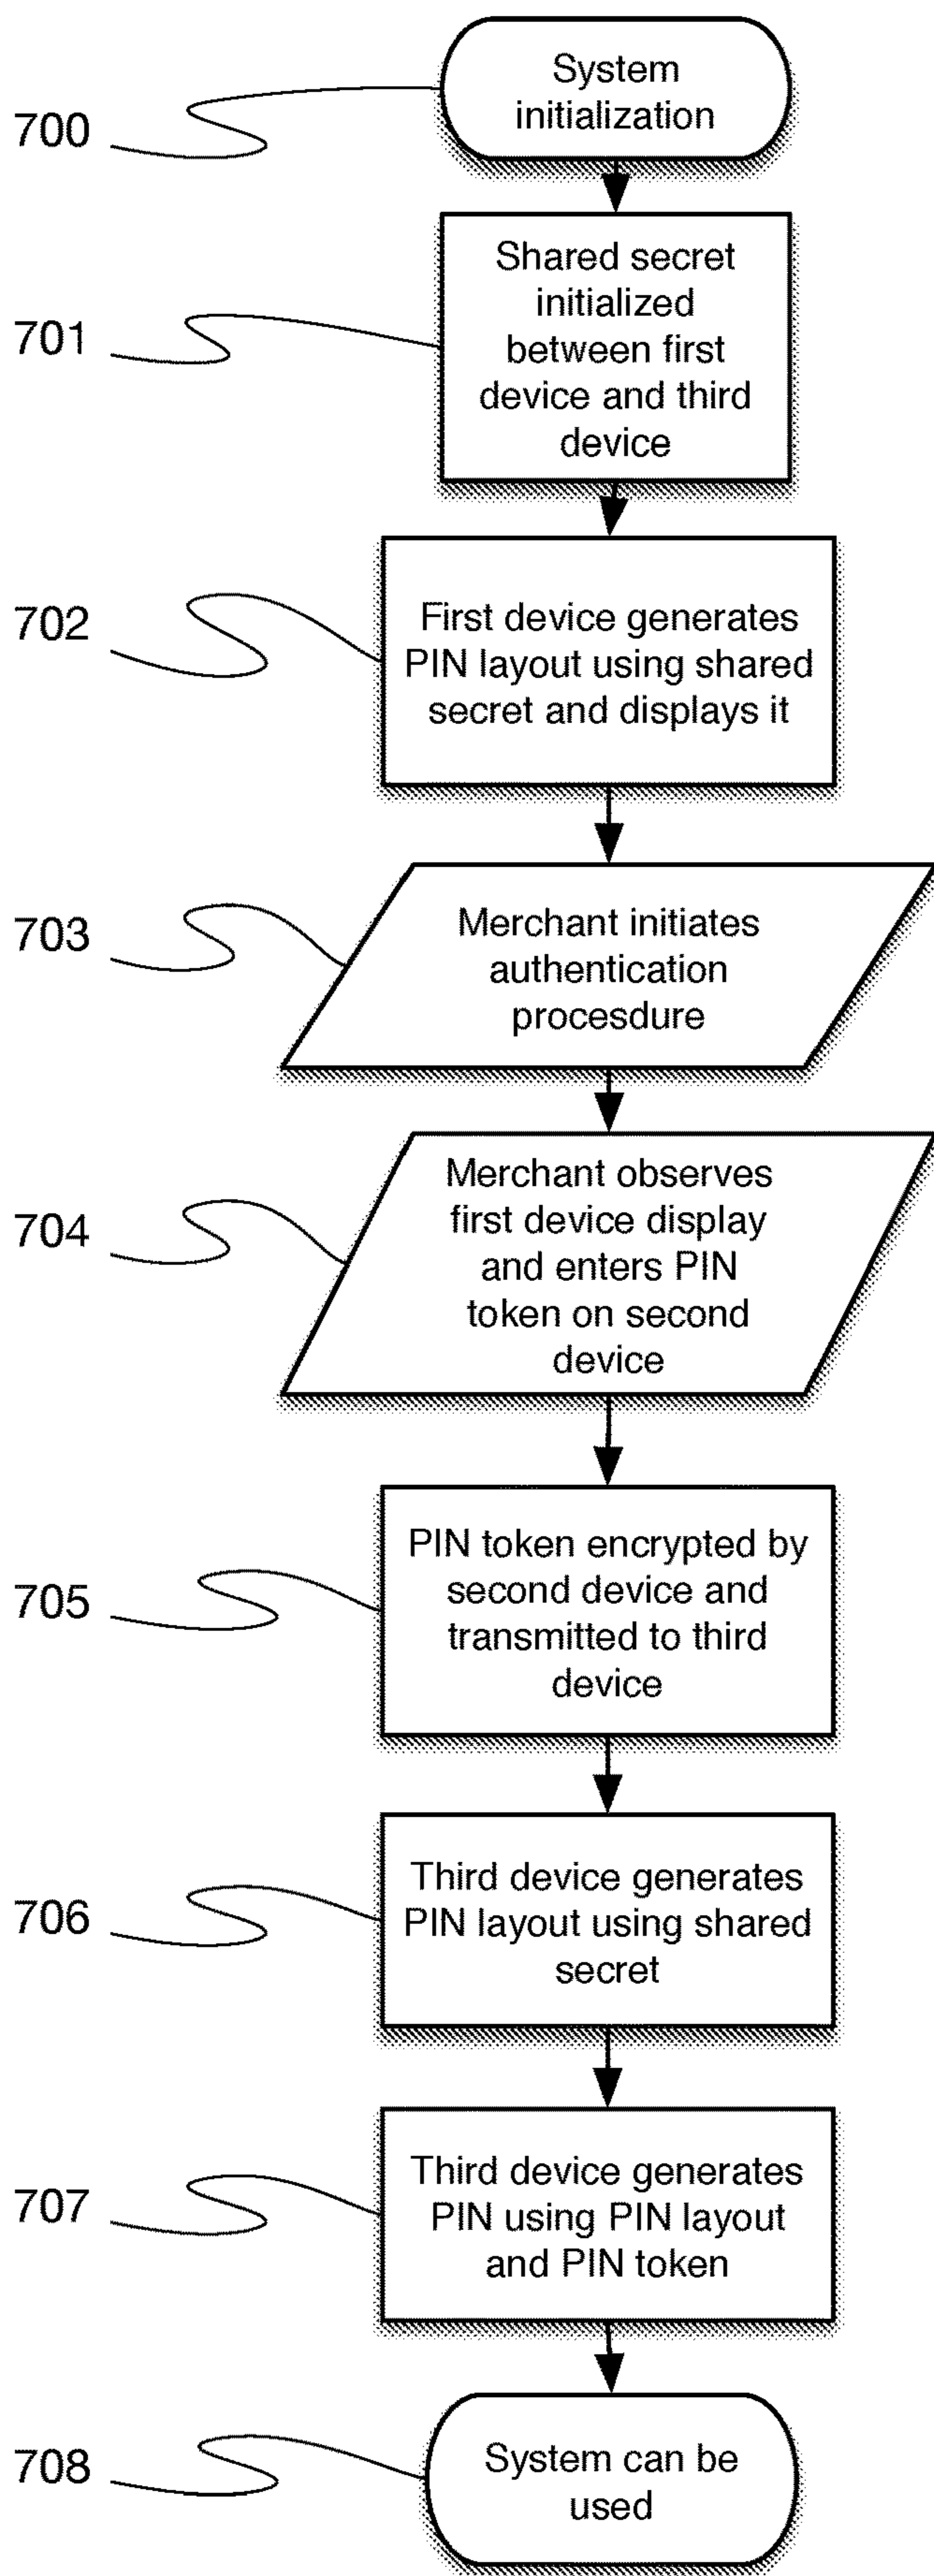 System
initialization
700
Shared secret
initialized
between first
device and third
device
701
First device generates
PIN layout using shared
secret and displays it
702
Merchant initiates
authentication
procesdure
703
Merchant observes
first device display
and enters PIN
token on second
device
704
PIN token encrypted by
second device and
transmitted to third
device
705
Third device generates
PIN layout using shared
secret
706
Third device generates
PIN using PIN layout
and PIN token
707
System can be
used
708